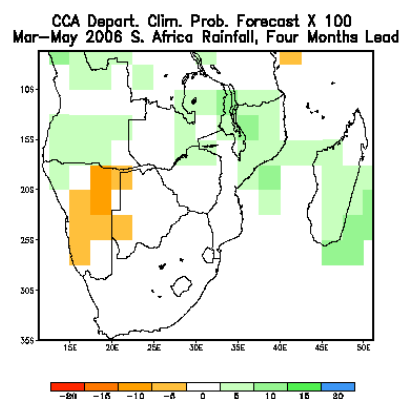 CCA Depart. Clim. Prob. Forecast X 100
Mar-May 2006 S. Africa Rainfall, Four Months Lead
10S
15S
20S
25S
30S
35S
15E 20E 25E 30E 35E 40E 45E 50E
-20 -15 -10 -5 0 5 10 15 20